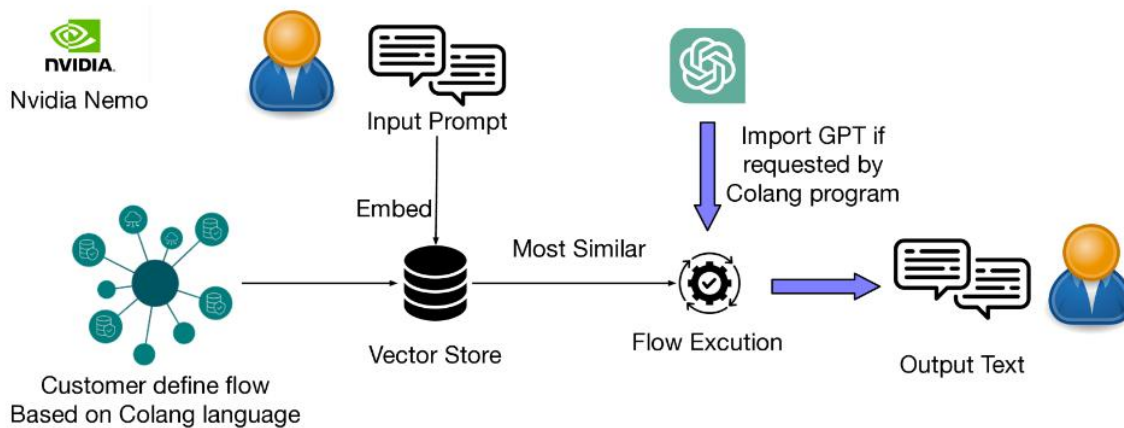 NVIDIA.
Nvidia Nemo
Input Prompt
Import GPT if
requested by
Colang program
Embed
Most Similar
Vector Store
Flow Excution
Output Text
Customer define flow
Based on Colang language